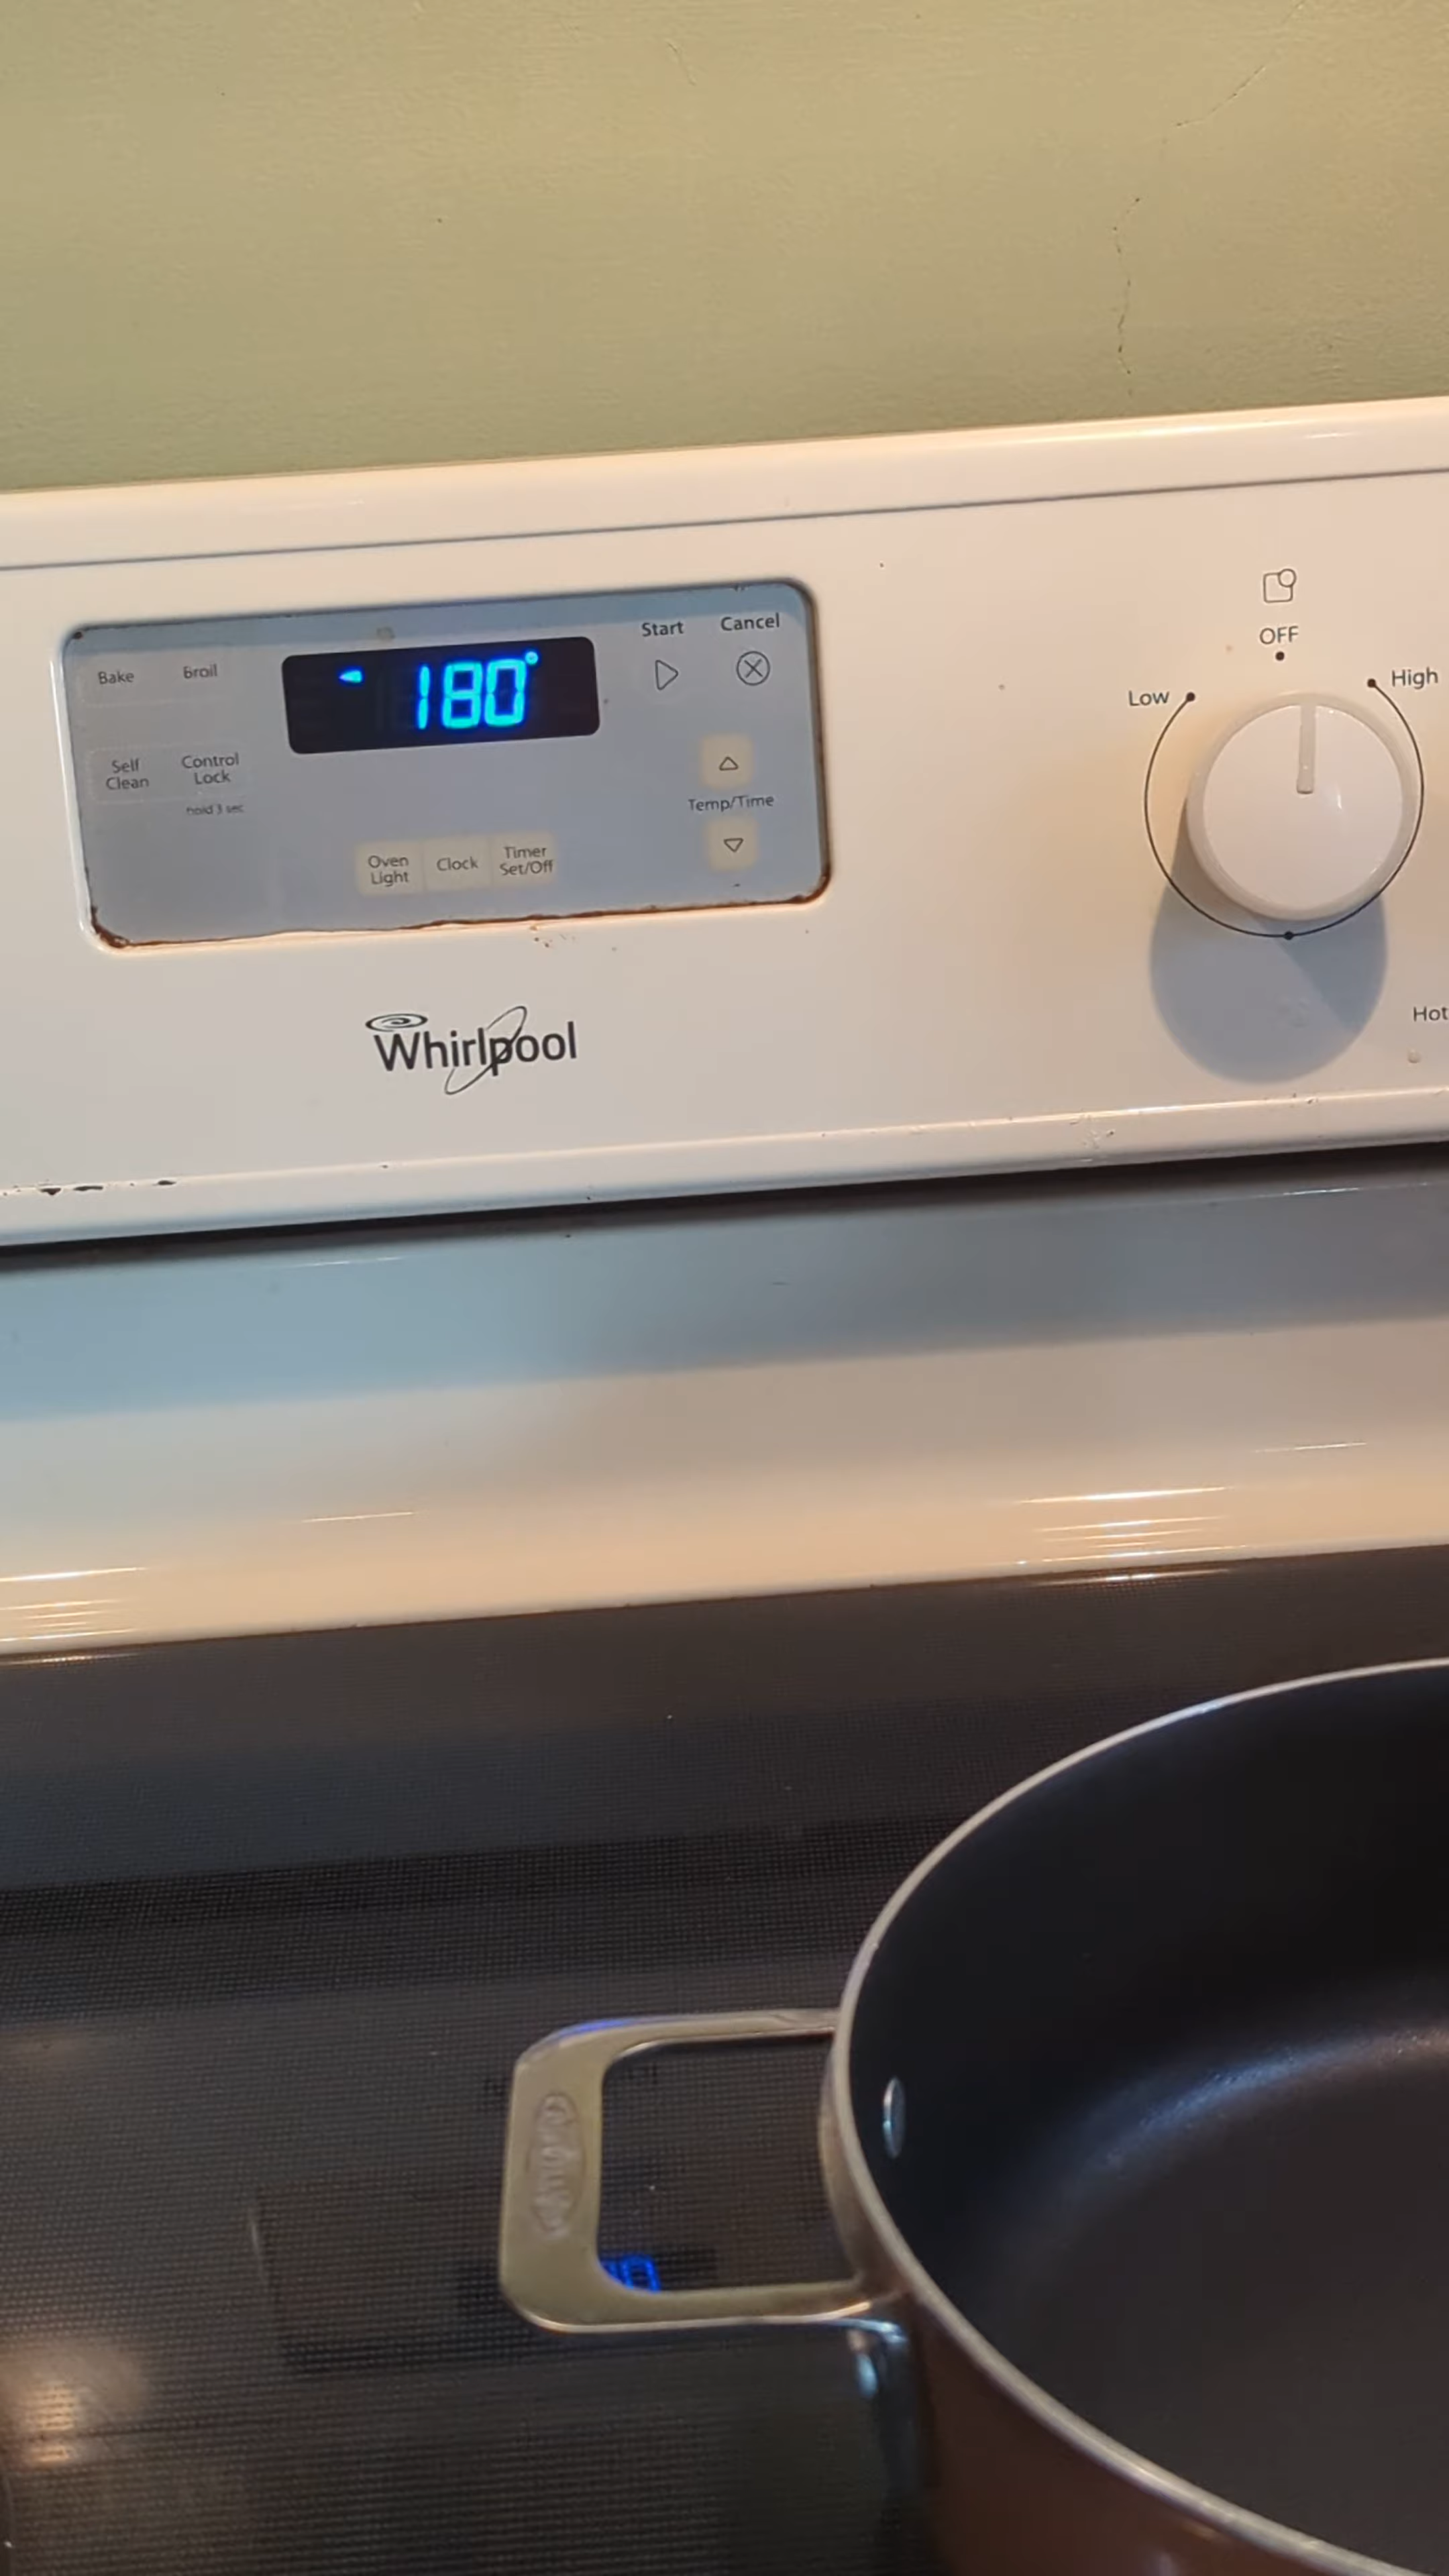 180°
Start
Cancel
Bake
Broil
Self
Clean
Control
Lock
hold 3 sec
Temp/Time
Oven
Light
Clock
Timer
Set/Off
Whirlpool
OFF
Low
High
Hot